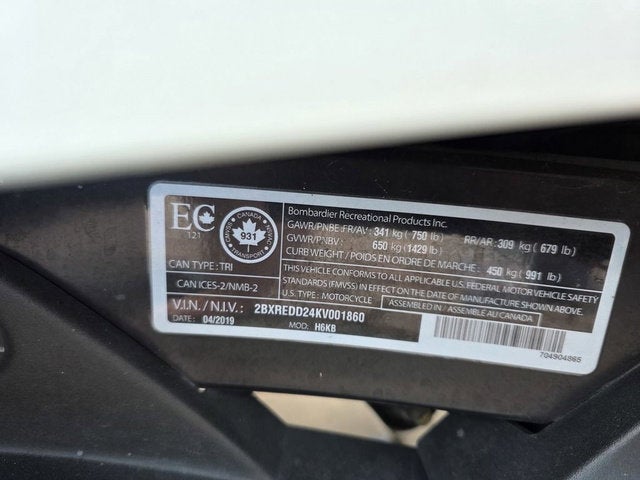 EC
121
CANADA
TRANSPORT
931
Bombardier Recreational Products Inc.
GAWR/PNBE :FR/AV: 341 kg ( 750 lb) RR/AR: 309 kg ( 679 lb)
GVWR/PNBV : 650 kg (1429 lb)
CURB WEIGHT / POIDS EN ORDRE DE MARCHE : 450 kg ( 991 lb)
CAN TYPE: TRI
THIS VEHICLE CONFORMS TO ALL APPLICABLE U.S. FEDERAL MOTOR VEHICLE SAFETY
STANDARDS (FMVSS) IN EFFECT ON THE DATE OF MANUFACTURE SHOWN ABOVE.
CAN ICES-2/NMB-2
U.S. TYPE: MOTORCYCLE
ASSEMBLED IN / ASSEMBLÉ AU CANADA
V.I.N. / N.I.V.: 2BXREDD24KV001860
DATE: 04/2019 MOD: H6KB
704904865